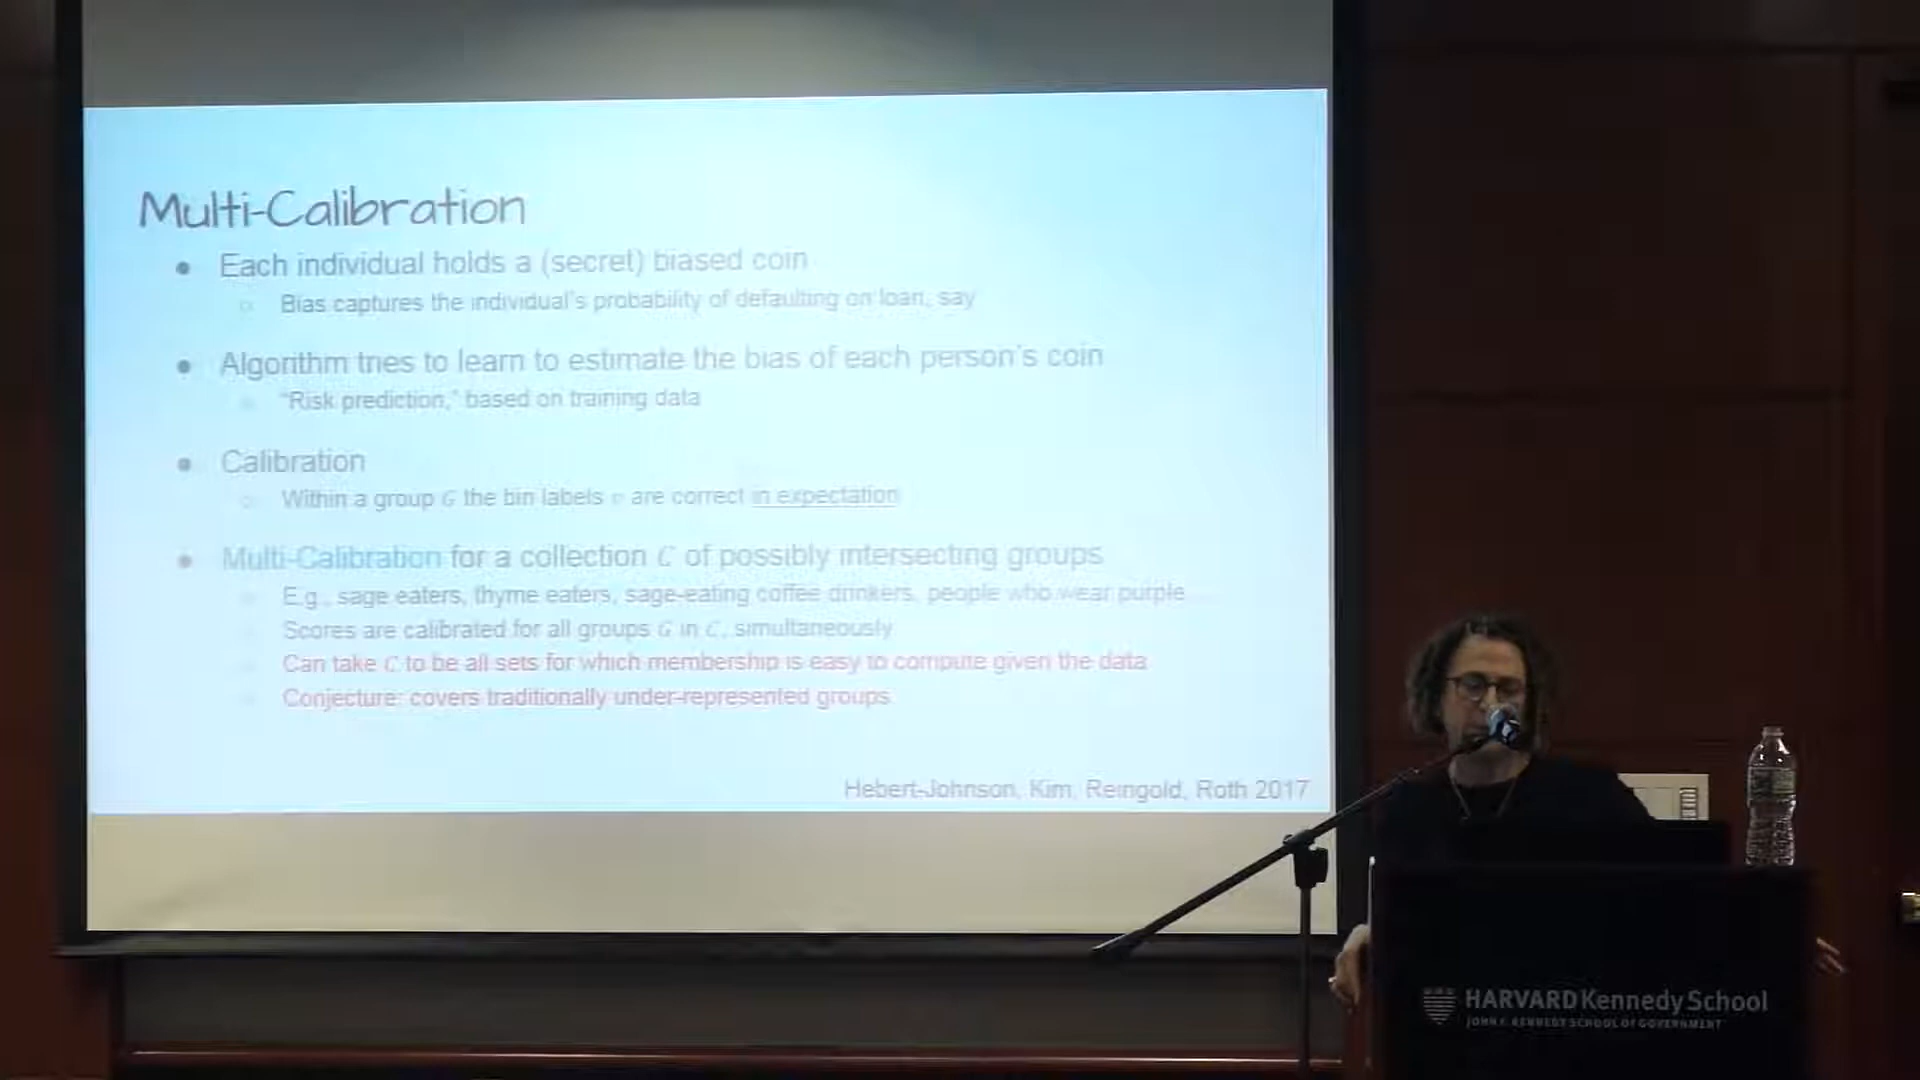 Multi-Calibration
● Each individual holds a (secret) biased coin
○ Bias captures the individual's probability of defaulting on loan, say
● Algorithm tries to learn to estimate the bias of each person's coin
○ "Risk prediction," based on training data
● Calibration
○ Within a group G the bin labels v are correct in expectation
● Multi-Calibration for a collection C of possibly intersecting groups
○ E.g., sage eaters, thyme eaters, sage-eating coffee drinkers, people who wear purple
○ Scores are calibrated for all groups G in C, simultaneously
○ Can take C to be all sets for which membership is easy to compute given the data
○ Conjecture: covers traditionally under-represented groups
Hebert-Johnson, Kim, Reingold, Roth 2017
HARVARD Kennedy School
JOHN F. KENNEDY SCHOOL OF GOVERNMENT